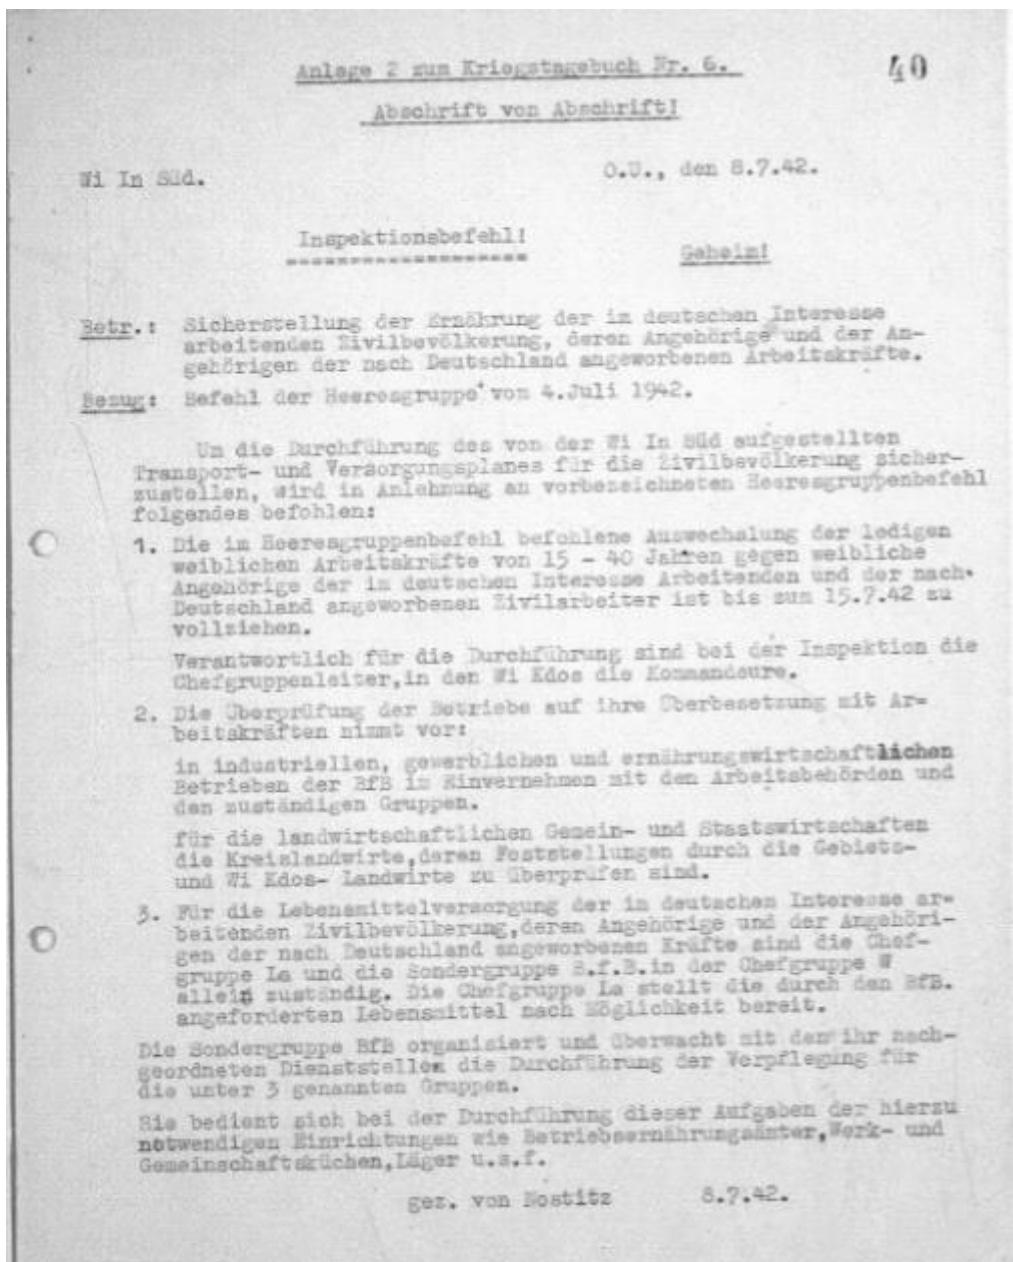 Anlage 2 zum Kriegstagebuch Nr. 6.
40
Abschrift von Abschrift!
Wi In Süd.
O.U., den 8.7.42.
Inspektionsbefehl!
Geheim!
Betr.: Sicherstellung der Ernährung der im deutschen Interesse
arbeitenden Zivilbevölkerung, deren Angehörige und der An-
gehörigen der nach Deutschland angeworbenen Arbeitskräfte.
Bezug: Befehl der Heeresgruppe vom 4.Juli 1942.
Um die Durchführung des von der Wi In Süd aufgestellten
Transport- und Versorgungsplanes für die Zivilbevölkerung sicher-
zustellen, wird in Anlehnung an vorbezeichneten Heeresgruppenbefehl
folgendes befohlen:
1. Die im Heeresgruppenbefehl befohlene Auswechslung der ledigen
weiblichen Arbeitskräfte von 15 - 40 Jahren gegen weibliche
Angehörige der im deutschen Interesse Arbeitenden und der nach
Deutschland angeworbenen Zivilarbeiter ist bis zum 15.7.42 zu
vollziehen.
Verantwortlich für die Durchführung sind bei der Inspektion die
Chefgruppenleiter,in den Wi Kdos die Kommandeure.
2. Die Überprüfung der Betriebe auf ihre Überbesetzung mit Ar-
beitskräften nimmt vor:
in industriellen, gewerblichen und ernährungswirtschaftlichen
Betrieben der BfB im Einvernehmen mit den Arbeitsbehörden und
den zuständigen Gruppen.
für die landwirtschaftlichen Gemein- und Staatswirtschaften
die Kreislandwirte,deren Feststellungen durch die Gebiets-
und Wi Kdos- Landwirte zu überprüfen sind.
3. Für die Lebensmittelversorgung der im deutschen Interesse ar-
beitenden Zivilbevölkerung,deren Angehörige und der Angehöri-
gen der nach Deutschland angeworbenen Kräfte sind die Chef-
gruppe La und die Sondergruppe B.f.B.in der Chefgruppe W
allein zuständig. Die Chefgruppe La stellt die durch den BfB.
angeforderten Lebensmittel nach Möglichkeit bereit.
Die Sondergruppe BfB organisiert und überwacht mit den ihr nach-
geordneten Dienststellen die Durchführung der Verpflegung für
die unter 3 genannten Gruppen.
Sie bedient sich bei der Durchführung dieser Aufgaben der hierzu
notwendigen Einrichtungen wie Betriebsernährungsämter,Werk- und
Gemeinschaftsküchen,Läger u.s.f.
gez. von Nostitz 8.7.42.